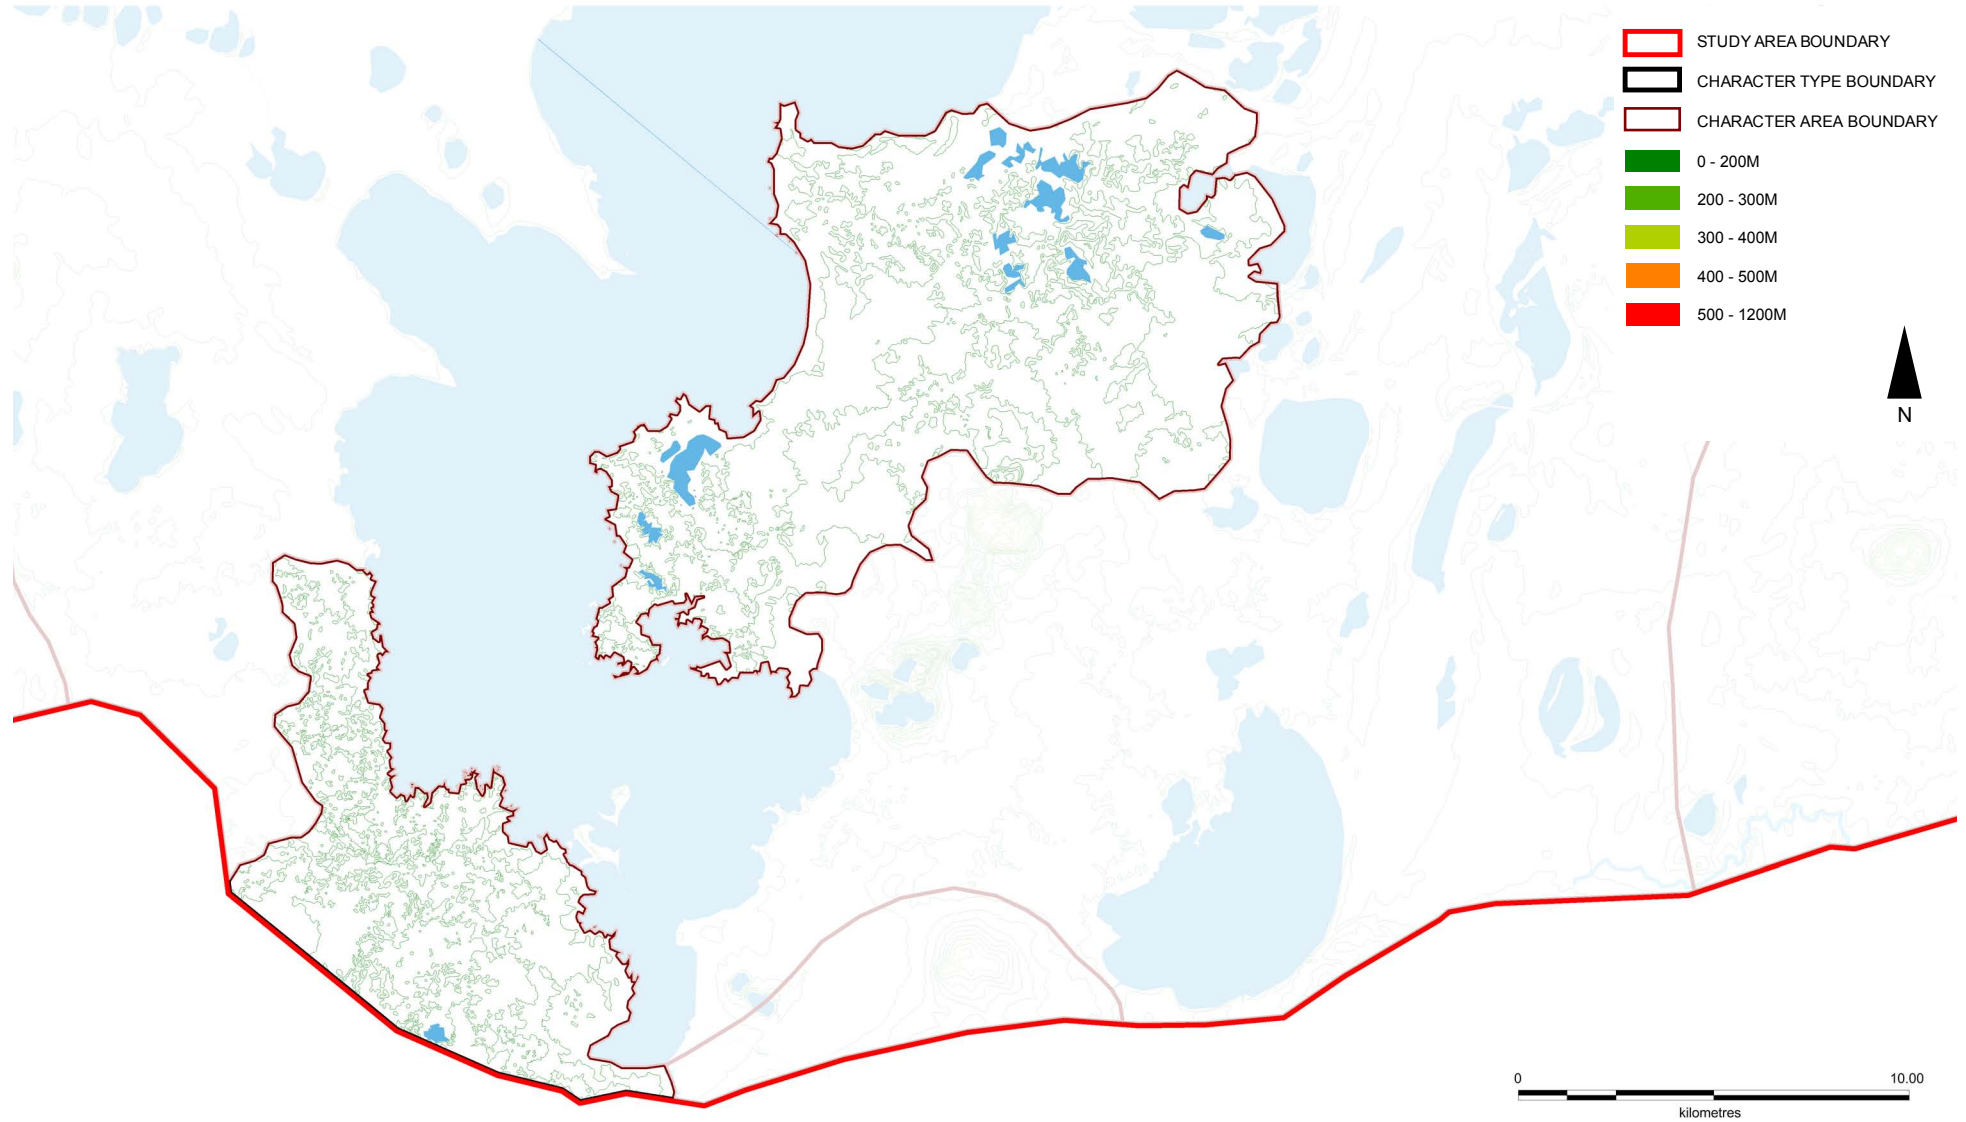 STUDY AREA BOUNDARY
CHARACTER TYPE BOUNDARY
CHARACTER AREA BOUNDARY
0 - 200M
200 - 300M
300 - 400M
400 - 500M
500 - 1200M
N
0 10.00
kilometres